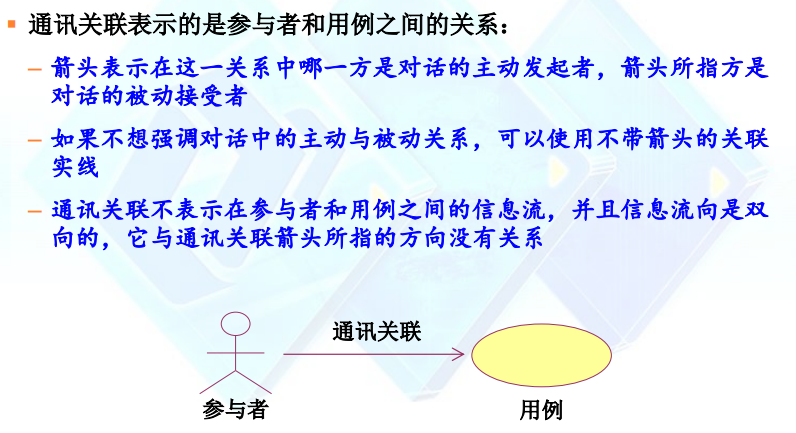 通讯关联表示的是参与者和用例之间的关系：
– 箭头表示在这一关系中哪一方是对话的主动发起者，箭头所指方是
对话的被动接受者
– 如果不想强调对话中的主动与被动关系，可以使用不带箭头的关联
实线
– 通讯关联不表示在参与者和用例之间的信息流，并且信息流向是双
向的，它与通讯关联箭头所指的方向没有关系
通讯关联
参与者
用例